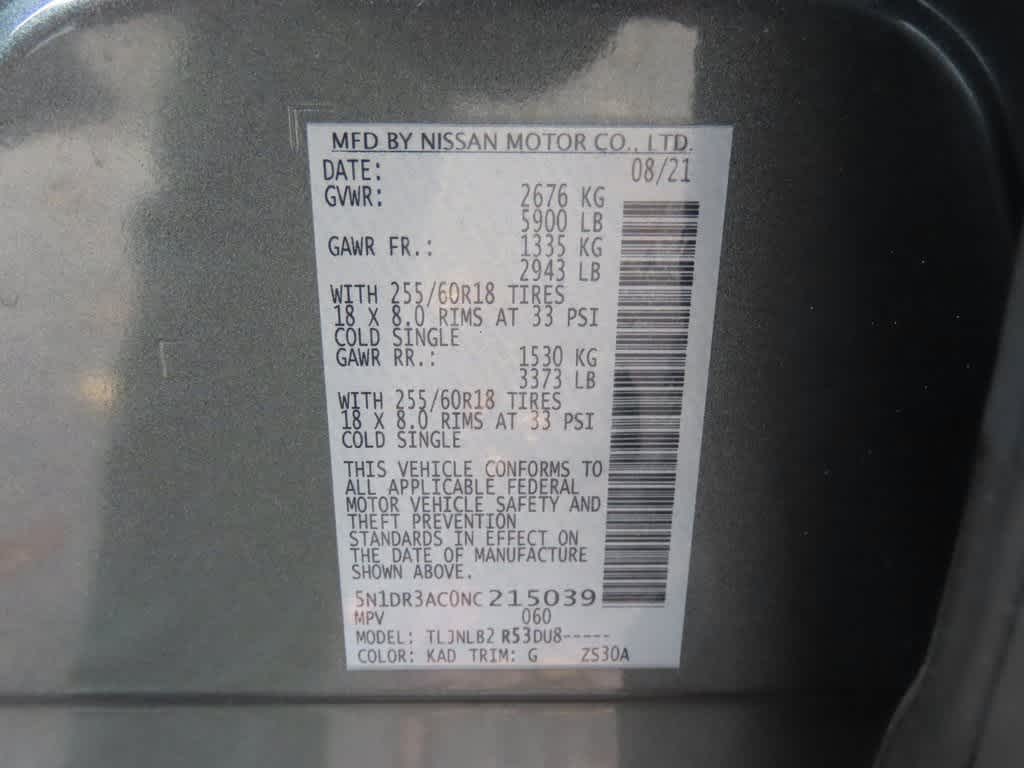 MFD BY NISSAN MOTOR CO., LTD.
DATE: 08/21
GVWR: 2676 KG
5900 LB
GAWR FR.: 1335 KG
2943 LB
WITH 255/60R18 TIRES
18 X 8.0 RIMS AT 33 PSI
COLD SINGLE
GAWR RR.: 1530 KG
3373 LB
WITH 255/60R18 TIRES
18 X 8.0 RIMS AT 33 PSI
COLD SINGLE
THIS VEHICLE CONFORMS TO
ALL APPLICABLE FEDERAL
MOTOR VEHICLE SAFETY AND
THEFT PREVENTION
STANDARDS IN EFFECT ON
THE DATE OF MANUFACTURE
SHOWN ABOVE.
5N1DR3AC0NC215039
MPV 060
MODEL: TLJNLB2 R53DU8-----
COLOR: KAD TRIM: G ZS30A